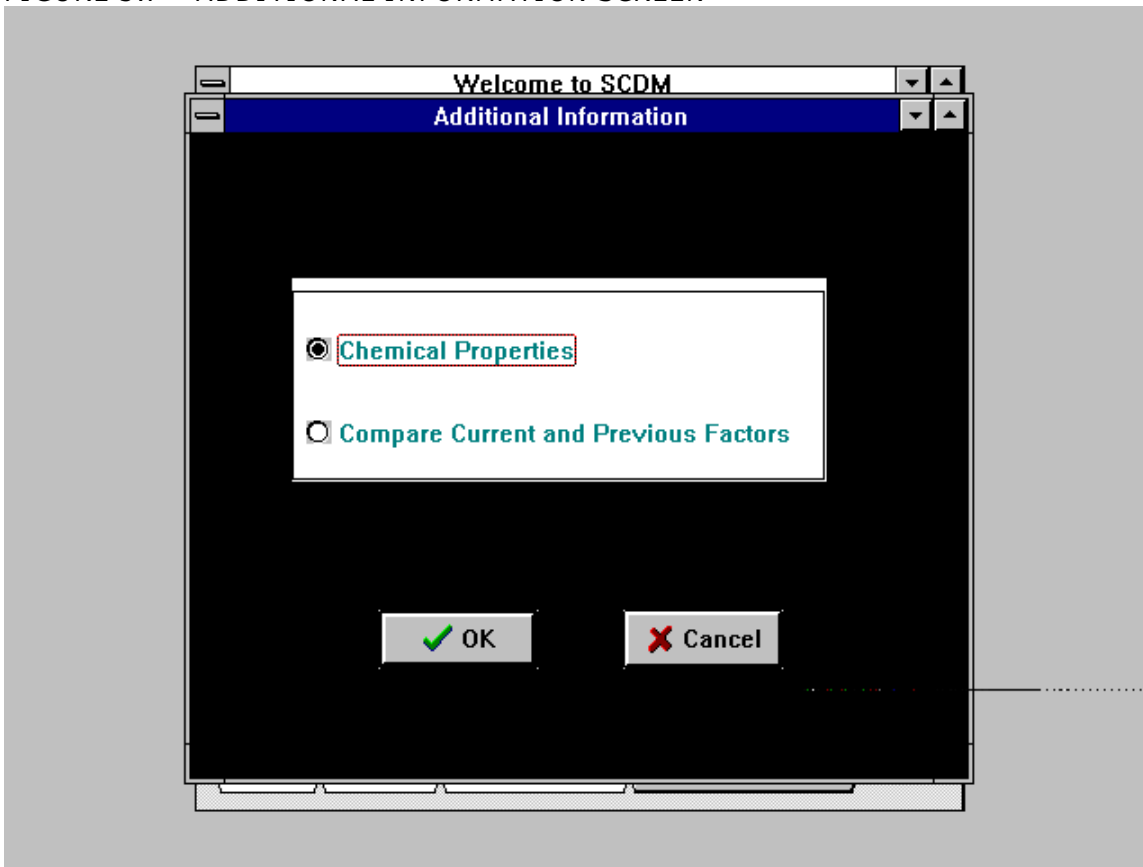 Welcome to SCDM
Additional Information
Chemical Properties
Compare Current and Previous Factors
OK
Cancel